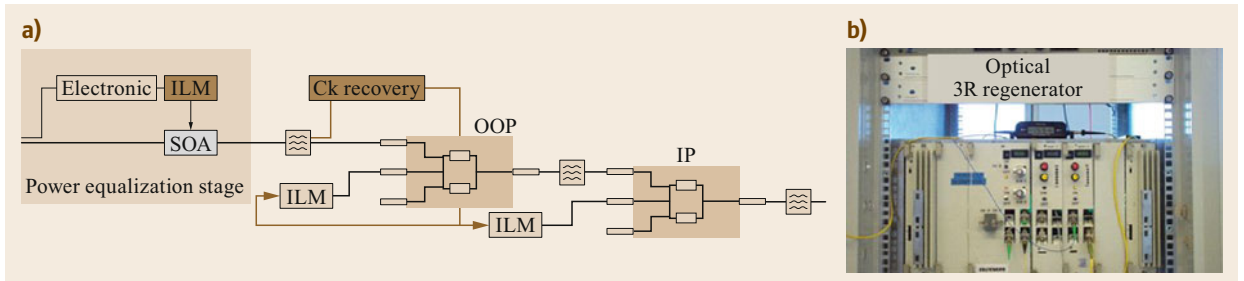 a)
Electronic
ILM
Ck recovery
OOP
SOA
IP
Power equalization stage
ILM
ILM
b)
Optical
3R regenerator